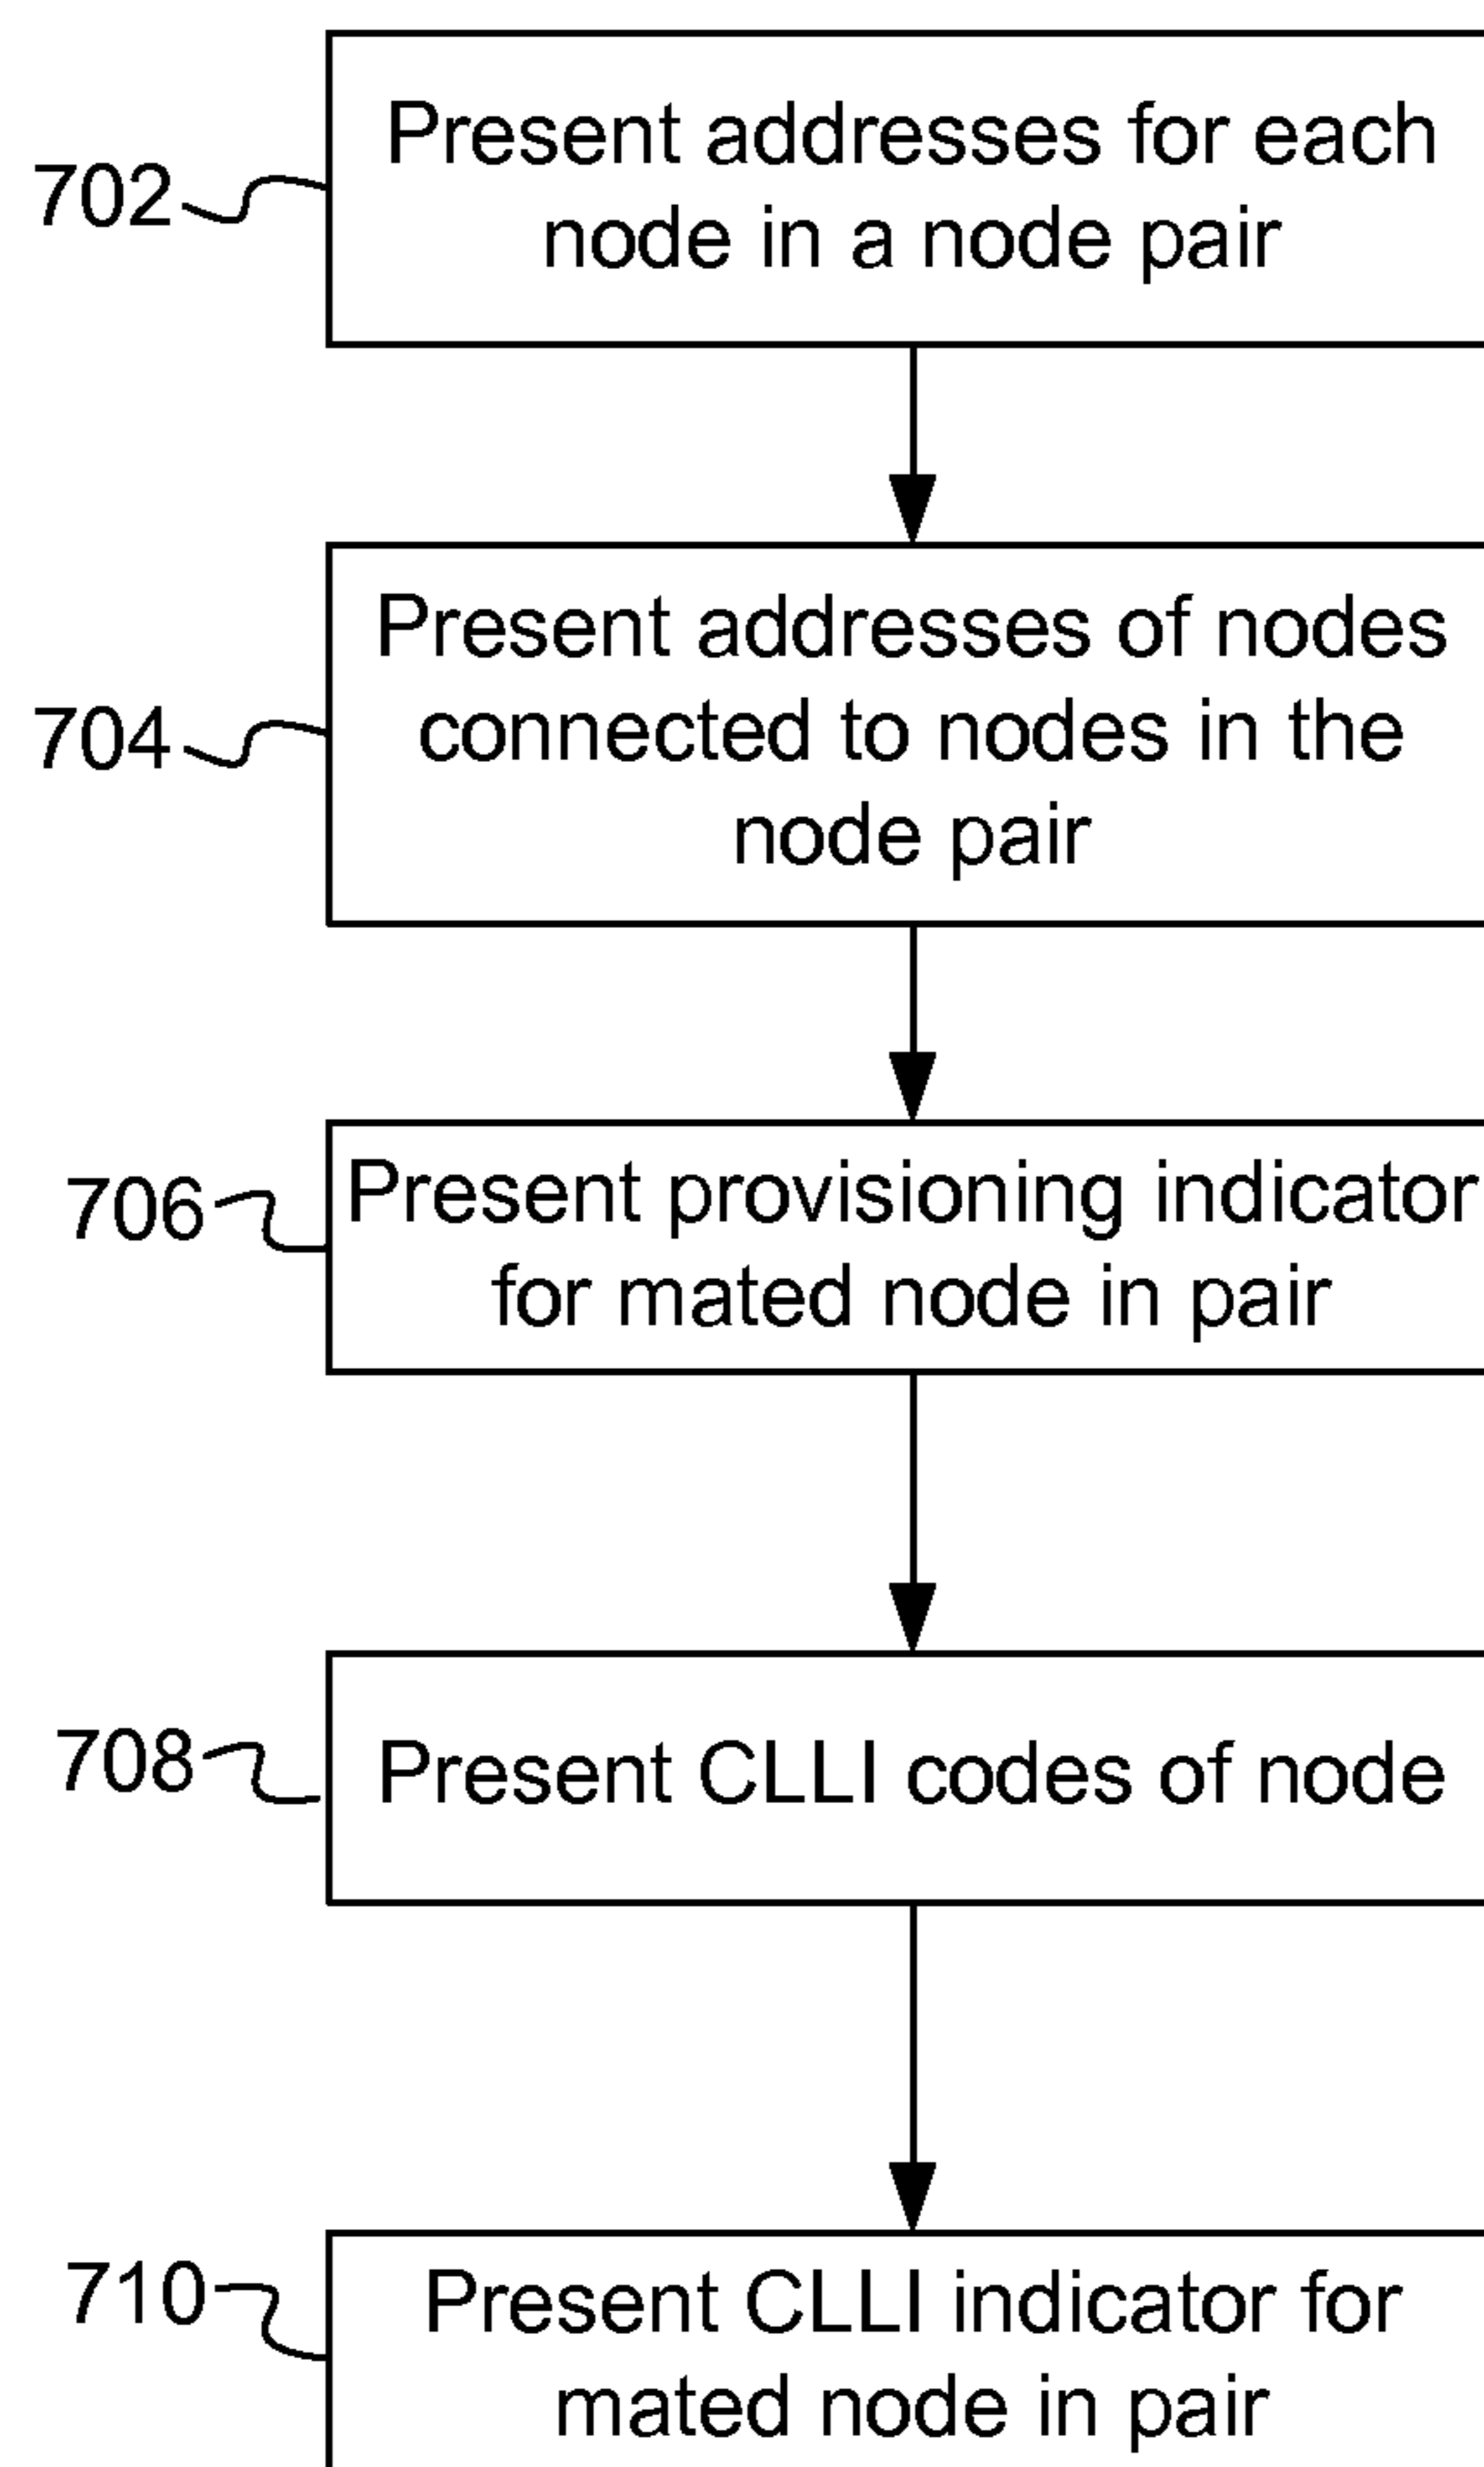 Present addresses for each
702
node in a node pair
Present addresses of nodes
704
connected to nodes in the
node pair
706
Present provisioning indicator
for mated node in pair
708
Present CLLI codes of node
710
Present CLLI indicator for
mated node in pair